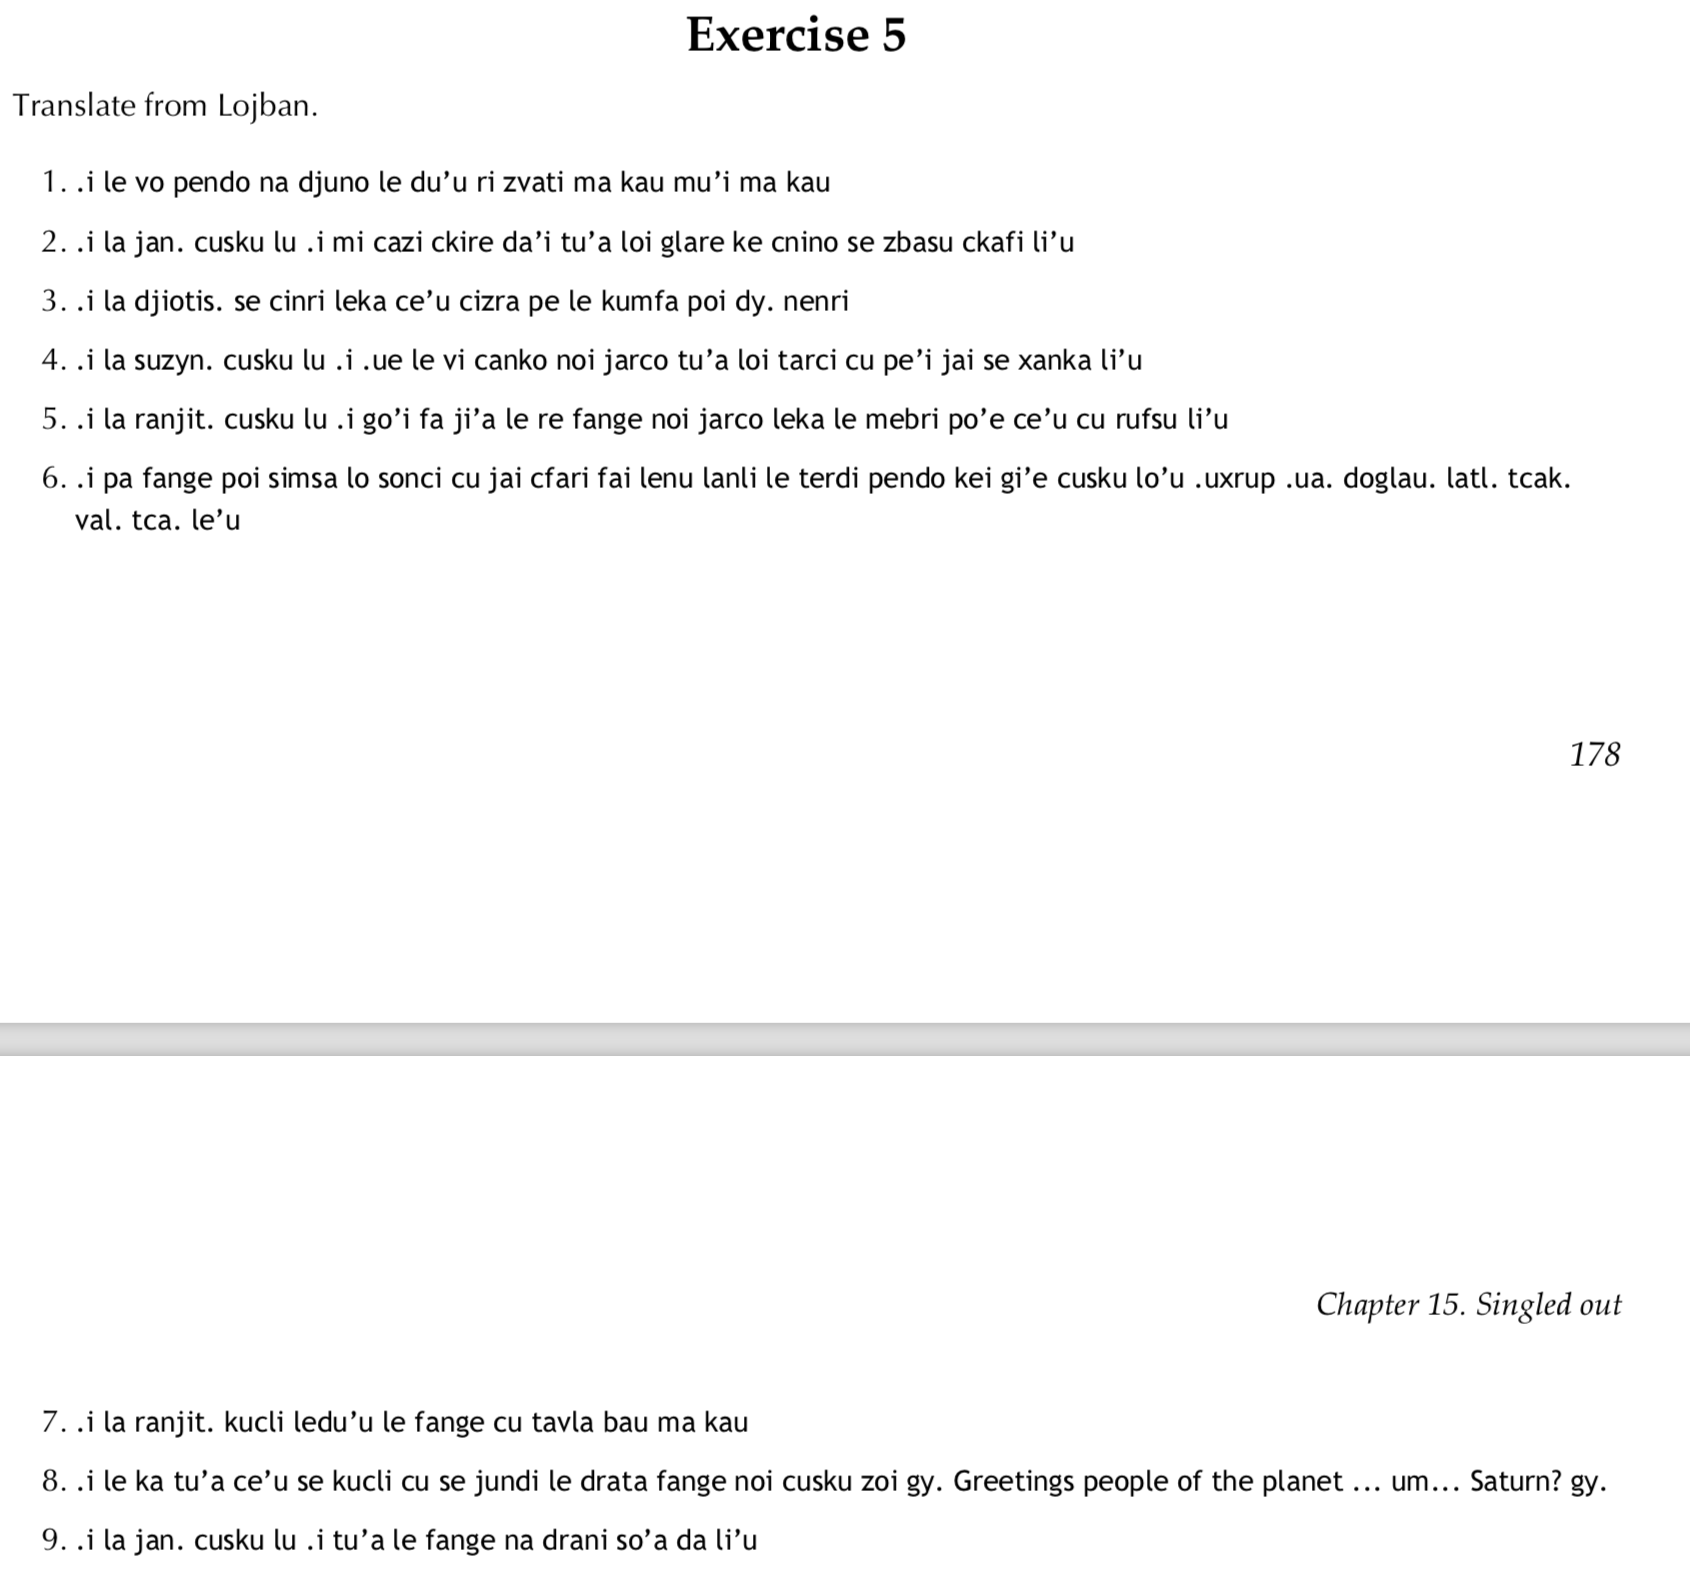 Exercise 5
Translate from Lojban.
1. .i le vo pendo na djuno le du’u ri zvati ma kau mu’i ma kau
2. .i la jan. cusku lu .i mi cazi ckire da’i tu’a loi glare ke cnino se zbasu ckafi li’u
3. .i la djiotis. se cinri leka ce’u cizra pe le kumfa poi dy. nenri
4. .i la suzyn. cusku lu .i .ue le vi canko noi jarco tu’a loi tarci cu pe’i jai se xanka li’u
5. .i la ranjit. cusku lu .i go’i fa ji’a le re fange noi jarco leka le mebri po’e ce’u cu rufsu li’u
6. .i pa fange poi simsa lo sonci cu jai cfari fai lenu lanli le terdi pendo kei gi’e cusku lo’u .uxrup .ua. doglau. latl. tcak.
val. tca. le’u
178
Chapter 15. Singled out
7. .i la ranjit. kucli ledu’u le fange cu tavla bau ma kau
8. .i le ka tu’a ce’u se kucli cu se jundi le drata fange noi cusku zoi gy. Greetings people of the planet ... um... Saturn? gy.
9. .i la jan. cusku lu .i tu’a le fange na drani so’a da li’u